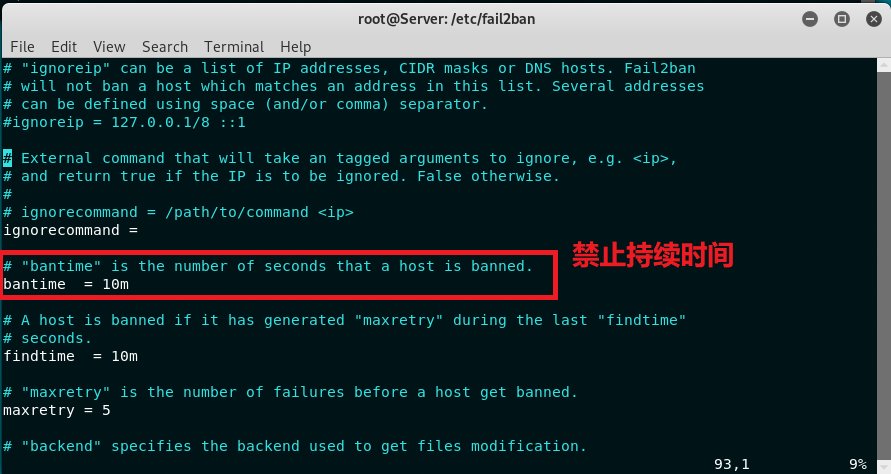 root@Server: /etc/fail2ban
File Edit View Search Terminal Help
# "ignoreip" can be a list of IP addresses, CIDR masks or DNS hosts. Fail2ban
# will not ban a host which matches an address in this list. Several addresses
# can be defined using space (and/or comma) separator.
#ignoreip = 127.0.0.1/8 ::1
# External command that will take an tagged arguments to ignore, e.g. <ip>,
# and return true if the IP is to be ignored. False otherwise.
#
# ignorecommand = /path/to/command <ip>
ignorecommand =
# "bantime" is the number of seconds that a host is banned.
禁止持续时间
bantime  = 10m
# A host is banned if it has generated "maxretry" during the last "findtime"
# seconds.
findtime  = 10m
# "maxretry" is the number of failures before a host get banned.
maxretry = 5
# "backend" specifies the backend used to get files modification.
93,1 9%